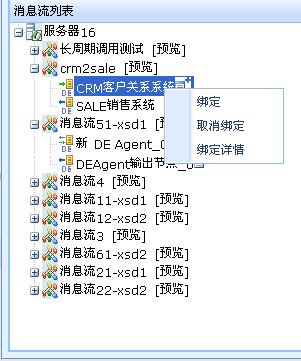 消息流列表
服务器16
长周期调用测试 [预览]
crm2sale [预览]
DE CRM客户关系系统
DE SALE销售系统
消息流51-xsd1 [预览]
DE 新 DE Agent_0
DE DEAgent输出节点_0
消息流4 [预览]
消息流11-xsd1 [预览]
消息流12-xsd2 [预览]
消息流3 [预览]
消息流61-xsd2 [预览]
消息流21-xsd1 [预览]
消息流22-xsd2 [预览]
绑定
取消绑定
绑定详情